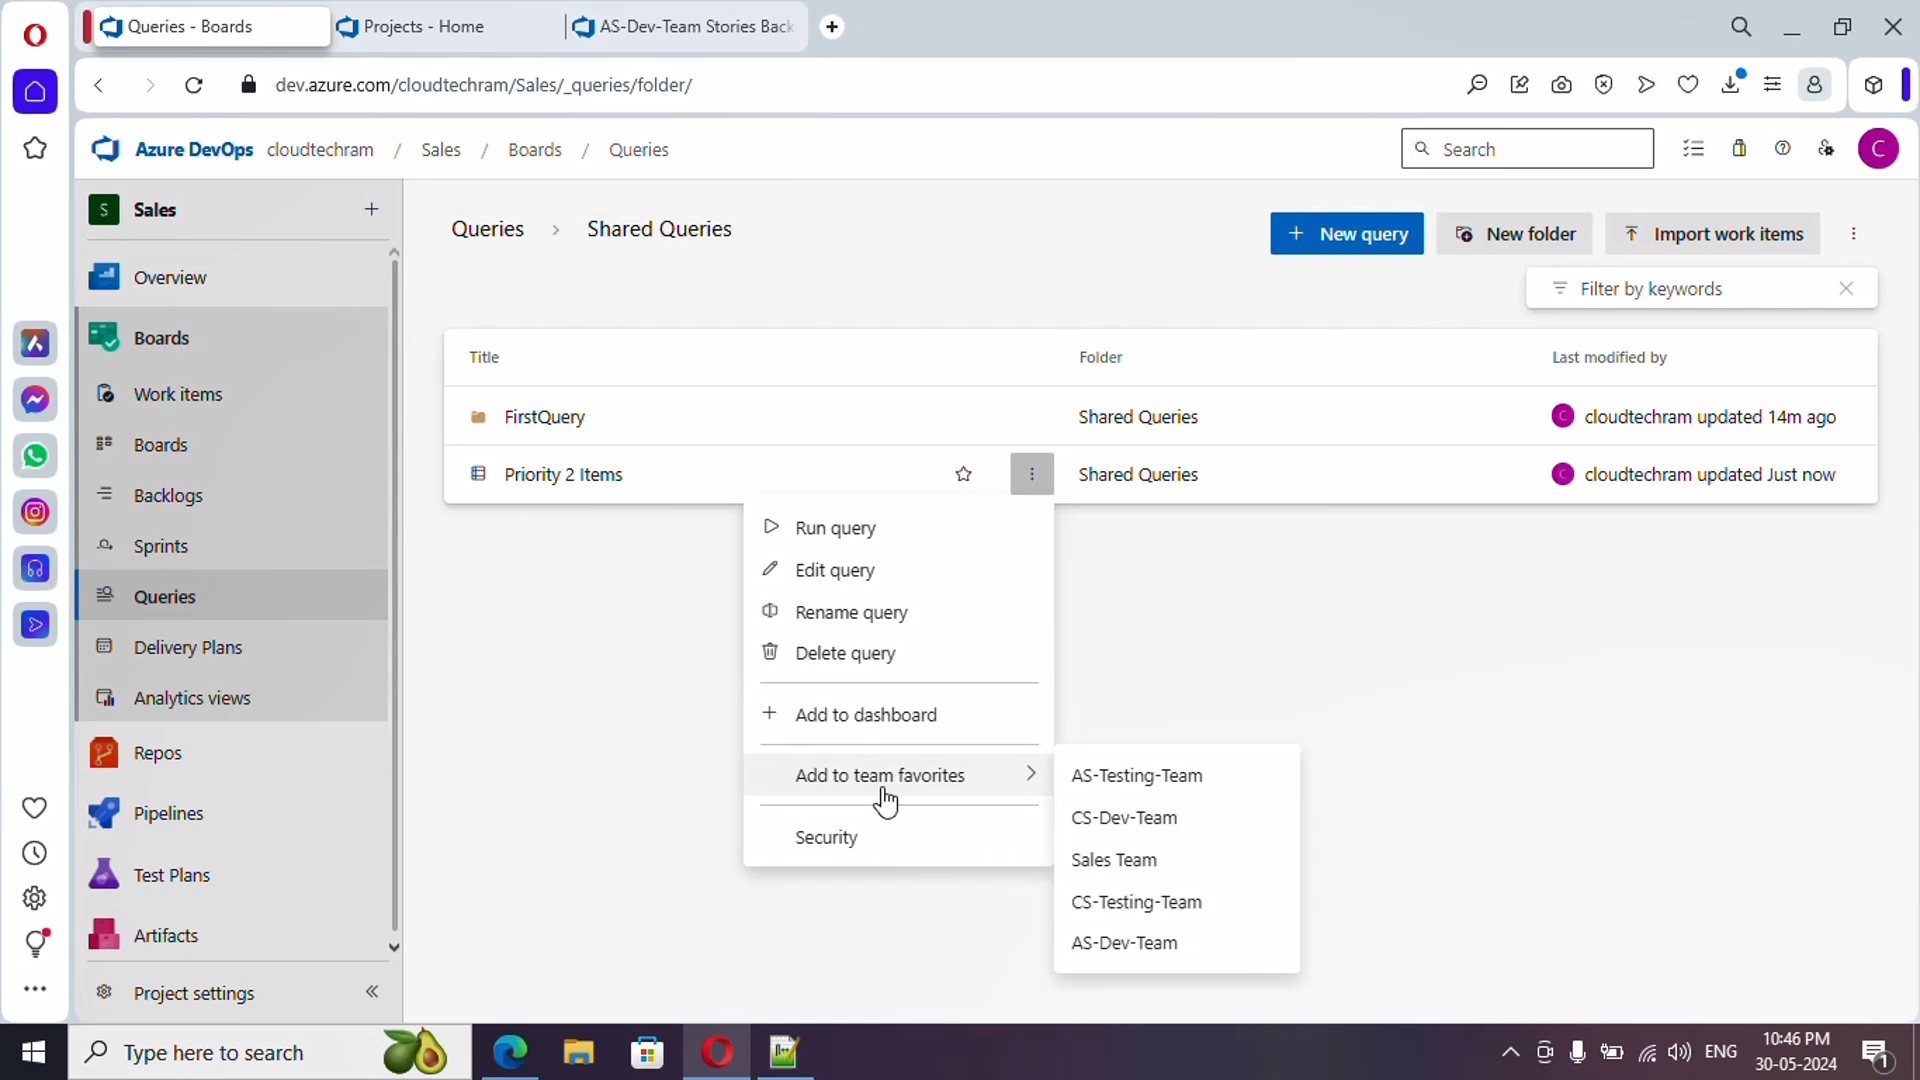 Queries - Boards
Projects - Home
AS-Dev-Team Stories Back
dev.azure.com/cloudtechram/Sales/_queries/folder/
Azure DevOps cloudtechram / Sales / Boards / Queries
Search
C
S Sales
Overview
Boards
Work items
Boards
Backlogs
Sprints
Queries
Delivery Plans
Analytics views
Repos
Pipelines
Test Plans
Artifacts
Project settings
Queries > Shared Queries
+ New query
New folder
Import work items
Filter by keywords
Title Folder Last modified by
FirstQuery Shared Queries C cloudtechram updated 14m ago
Priority 2 Items Shared Queries C cloudtechram updated Just now
Run query
Edit query
Rename query
Delete query
Add to dashboard
Add to team favorites
Security
AS-Testing-Team
CS-Dev-Team
Sales Team
CS-Testing-Team
AS-Dev-Team
Type here to search
ENG
10:46 PM
30-05-2024
1